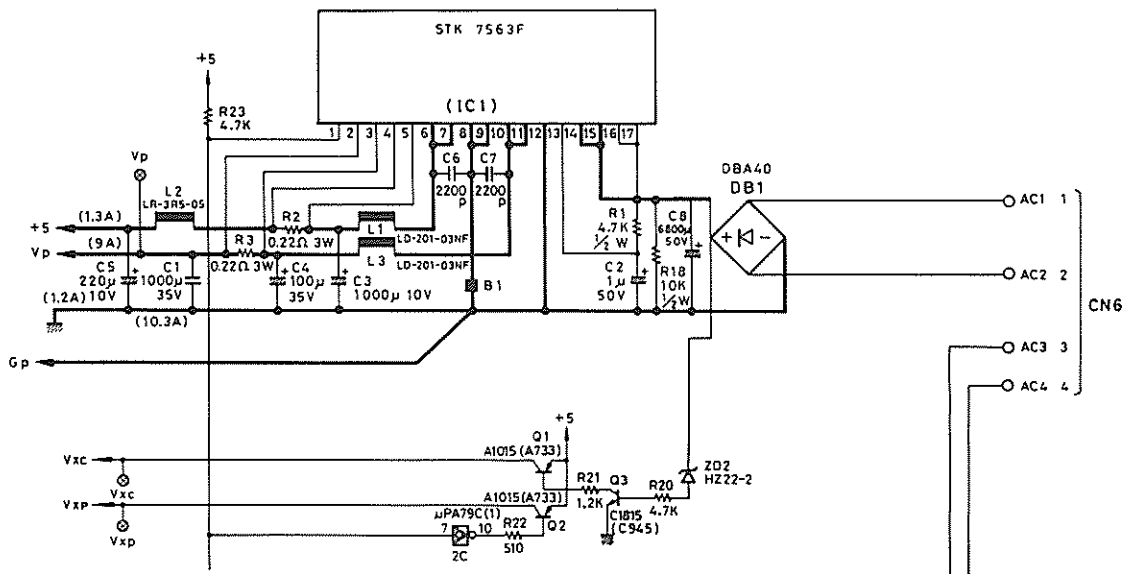 STK 7563F
(IC1)
+5
R23
4.7K
1 2 3 4 5 6 7 8 9 10 11 12 13 14 15 16 17
Vp
L2
LR-3R5-05
+5 (1.3A)
Vp (9A)
R2
0.22Ω 3W
R3
0.22Ω 3W
L1
LD-201-03NF
L3
LD-201-03NF
C6
2200
P
C7
2200
P
C5
220μ
10V
C1
1000μ
35V
C4
100μ
35V
C3
1000μ 10V
B1
R1
4.7K
1/2 W
C2
1μ
50V
R18
10K
1/2 W
C8
6800μ
50V
DBA40
DB1
AC1 1
AC2 2
AC3 3
AC4 4
CN6
(1.2A)
(10.3A)
Gp
+5
Q1
A1015(A733)
Vxc
Vxc
A1015(A733)
Q2
Vxp
Vxp
μPA79C(1)
7 10
2C
R22
510
R21
1.2K
Q3
C1815
(C945)
R20
4.7K
ZD2
HZ22-2